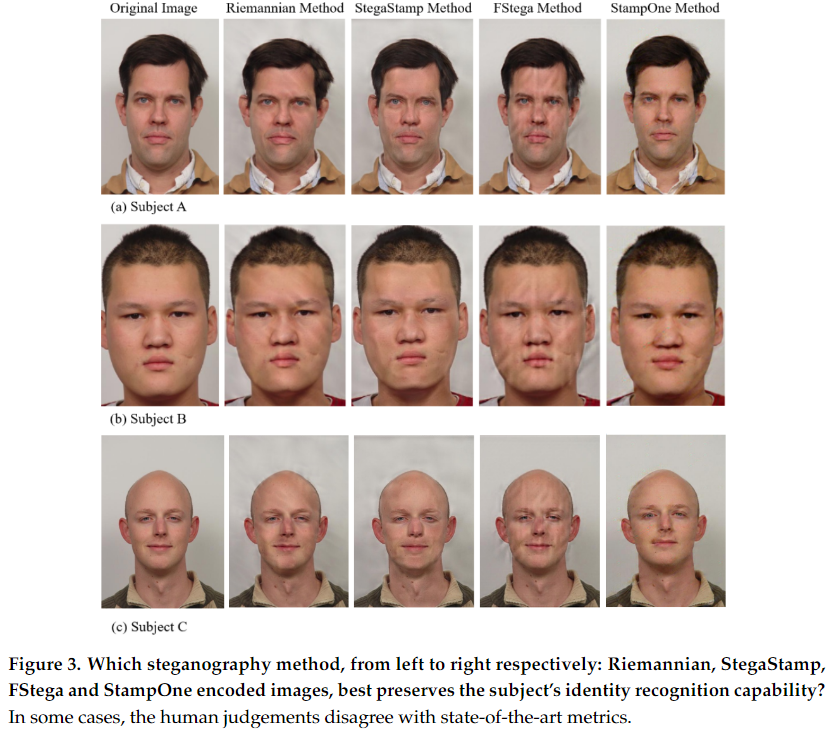 Original Image Riemannian Method StegaStamp Method FStega Method StampOne Method
(a) Subject A
(b) Subject B
(c) Subject C
Figure 3. Which steganography method, from left to right respectively: Riemannian, StegaStamp,
FStega and StampOne encoded images, best preserves the subject's identity recognition capability?
In some cases, the human judgements disagree with state-of-the-art metrics.